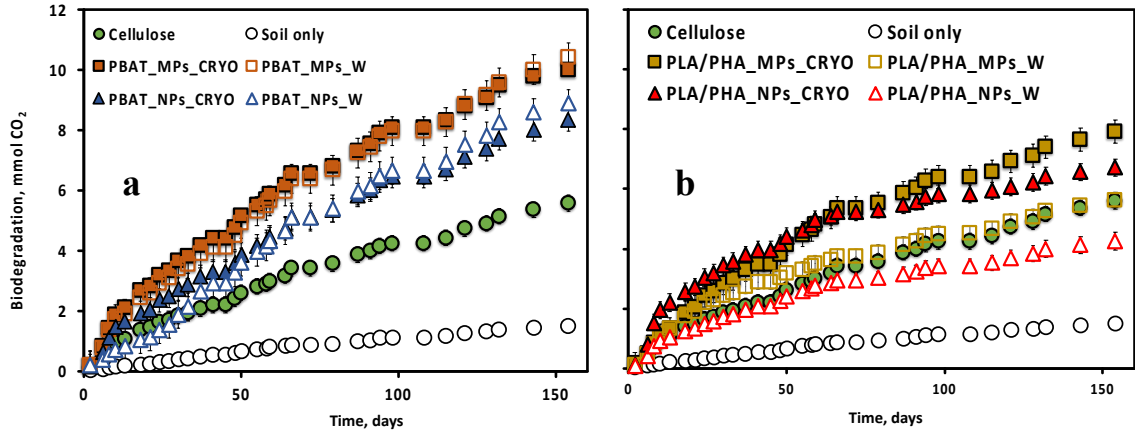 12
10
8
6
4
2
0
Biodegradation, mmol CO2
Cellulose Soil only
PBAT_MPs_CRYO PBAT_MPs_W
PBAT_NPs_CRYO PBAT_NPs_W
a
0 50 100 150
Time, days
Cellulose Soil only
PLA/PHA_MPs_CRYO PLA/PHA_MPs_W
PLA/PHA_NPs_CRYO PLA/PHA_NPs_W
b
0 50 100 150
Time, days